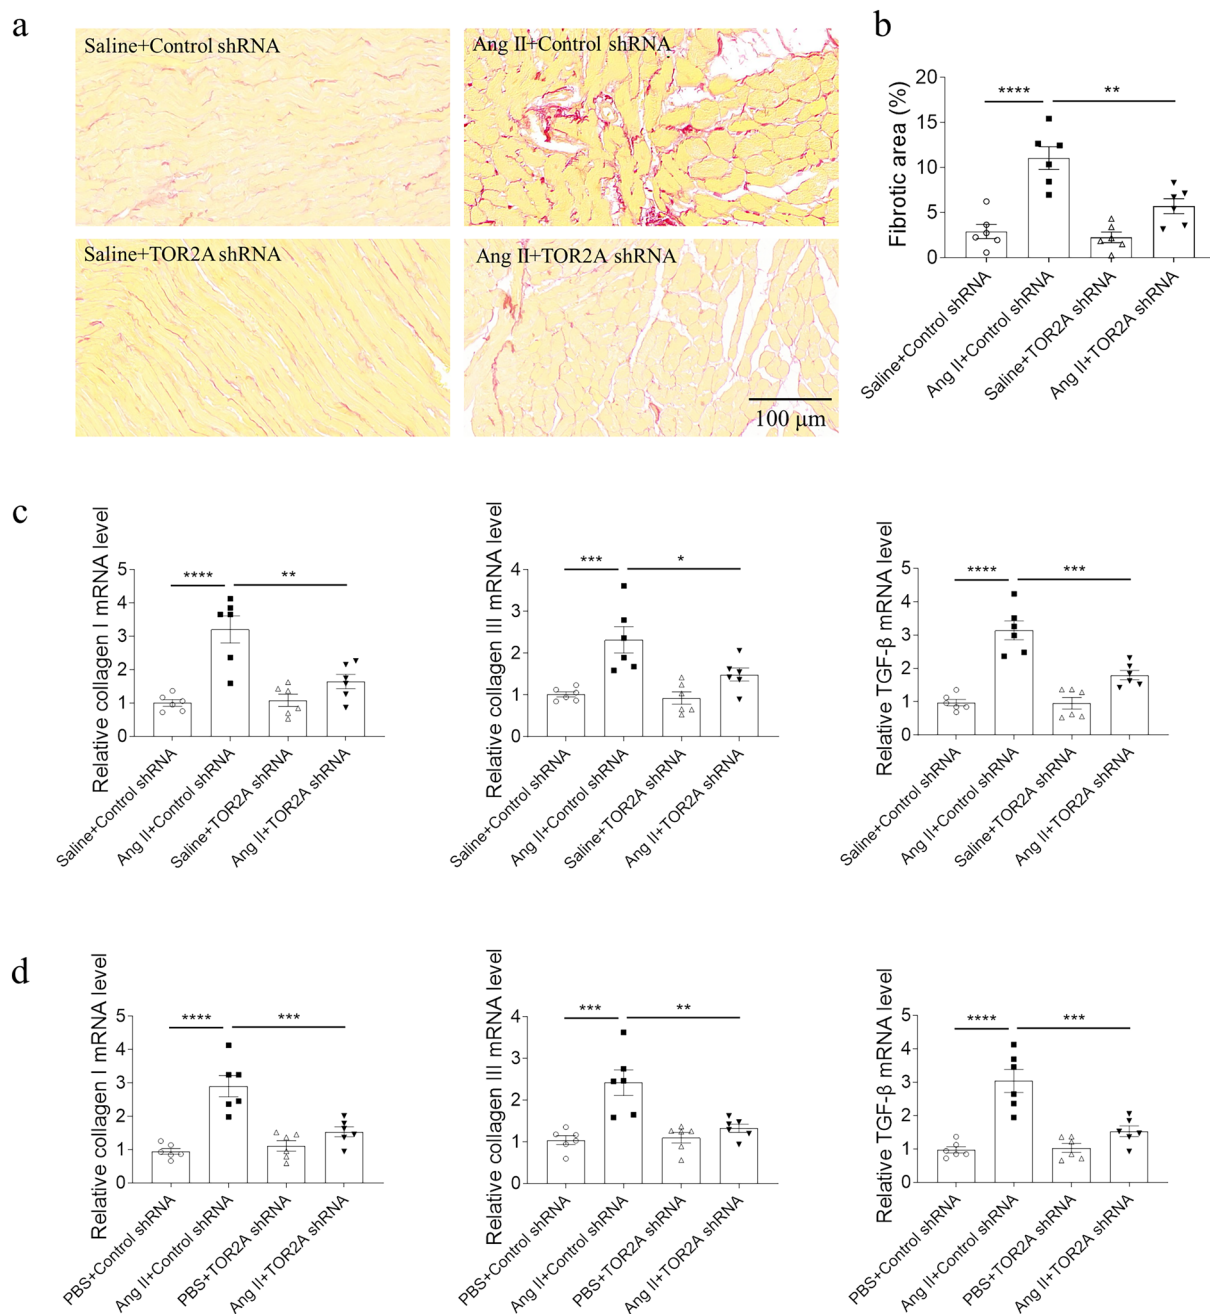 a
Saline+Control shRNA
Ang II+Control shRNA
Saline+TOR2A shRNA
Ang II+TOR2A shRNA
100 μm
b
Fibrotic area (%)
20
15
10
5
0
****
**
Saline+Control shRNA
Ang II+Control shRNA
Saline+TOR2A shRNA
Ang II+TOR2A shRNA
c
Relative collagen I mRNA level
5
4
3
2
1
0
****
**
Saline+Control shRNA
Ang II+Control shRNA
Saline+TOR2A shRNA
Ang II+TOR2A shRNA
Relative collagen III mRNA level
4
3
2
1
0
***
*
Saline+Control shRNA
Ang II+Control shRNA
Saline+TOR2A shRNA
Ang II+TOR2A shRNA
Relative TGF-β mRNA level
5
4
3
2
1
0
****
***
Saline+Control shRNA
Ang II+Control shRNA
Saline+TOR2A shRNA
Ang II+TOR2A shRNA
d
Relative collagen I mRNA level
5
4
3
2
1
0
****
***
PBS+Control shRNA
Ang II+Control shRNA
PBS+TOR2A shRNA
Ang II+TOR2A shRNA
Relative collagen III mRNA level
4
3
2
1
0
***
**
PBS+Control shRNA
Ang II+Control shRNA
PBS+TOR2A shRNA
Ang II+TOR2A shRNA
Relative TGF-β mRNA level
5
4
3
2
1
0
****
***
PBS+Control shRNA
Ang II+Control shRNA
PBS+TOR2A shRNA
Ang II+TOR2A shRNA